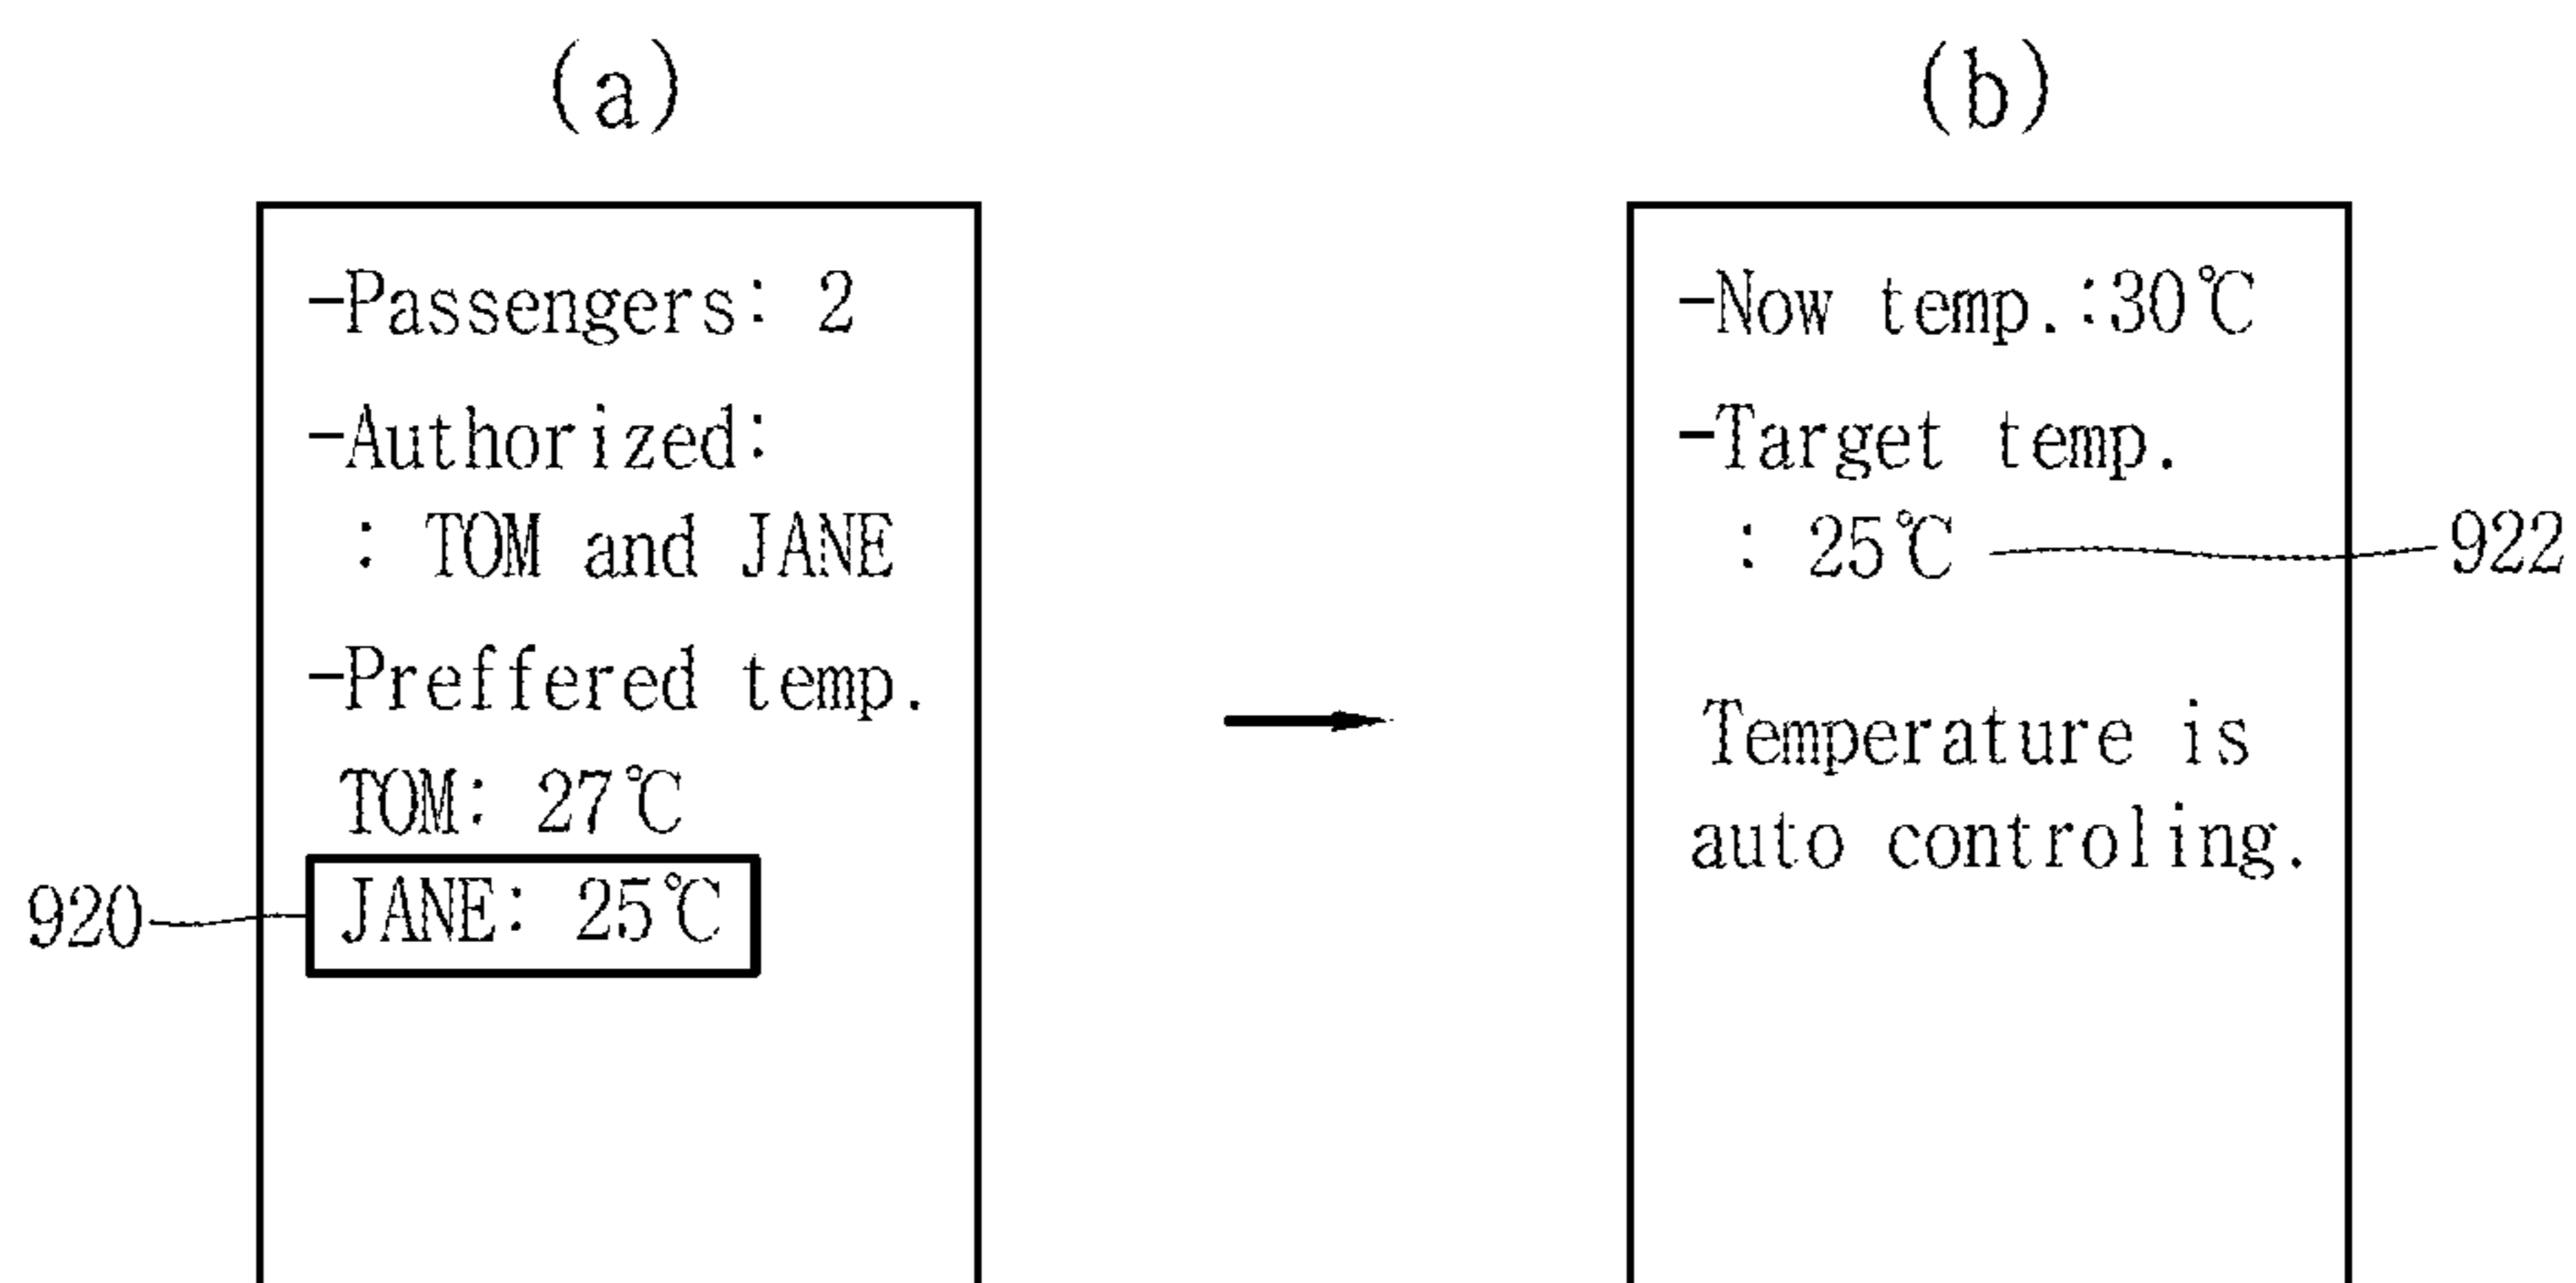 (a)
-Passengers: 2
-Authorized:
: TOM and JANE
-Preffered temp.
TOM: 27℃
JANE: 25℃
920
(b)
-Now temp.:30℃
-Target temp.
: 25℃
922
Temperature is
auto controling.